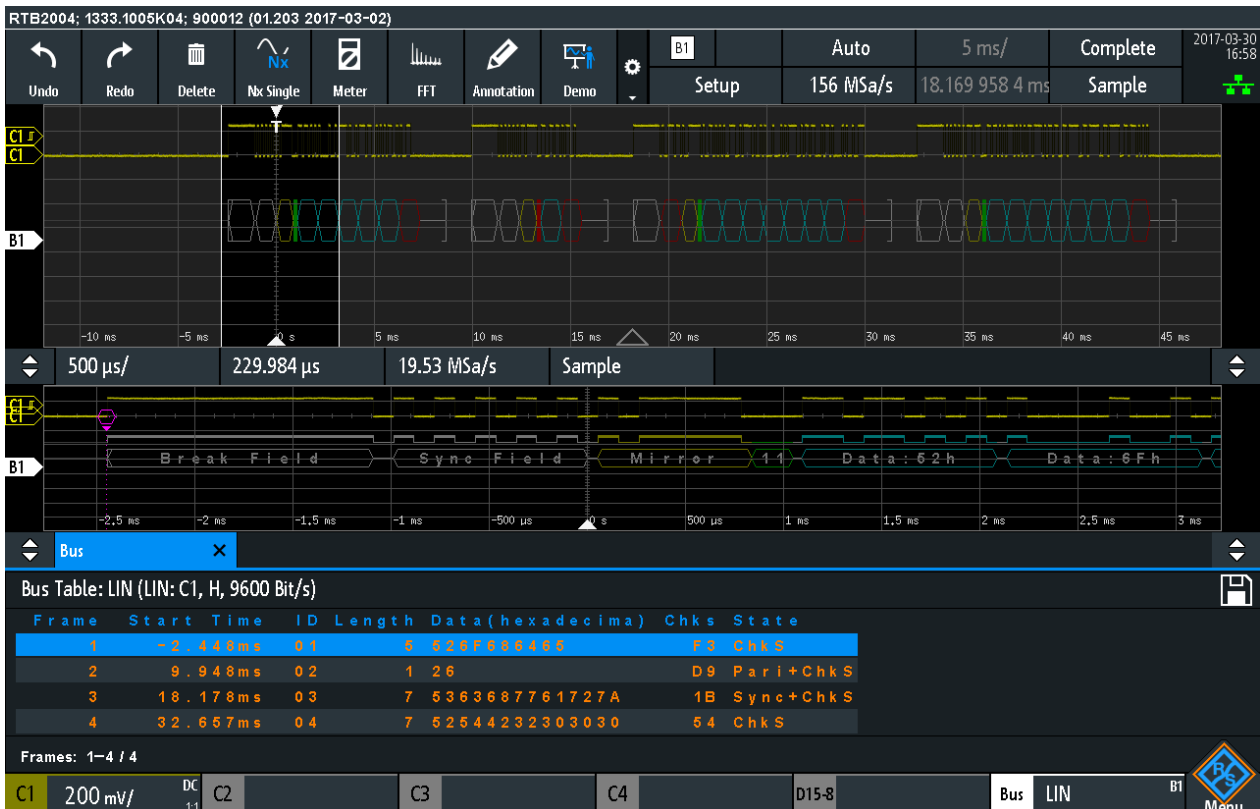 RTB2004; 1333.1005K04; 900012 (01.203 2017-03-02)
Undo Redo Delete Nx Single Meter FFT Annotation Demo
Nx
B1 Auto 5 ms/ Complete 2017-03-30
16:58
Setup 156 MSa/s 18.169 958 4 ms Sample
T
C1
C1
B1
-10 ms -5 ms 0 s 5 ms 10 ms 15 ms 20 ms 25 ms 30 ms 35 ms 40 ms 45 ms
500 µs/ 229.984 µs 19.53 MSa/s Sample
C1
B1 Break Field Sync Field Mirror 11 Data:52h Data:6Fh
-2.5 ms -2 ms -1.5 ms -1 ms -500 µs 0 s 500 µs 1 ms 1.5 ms 2 ms 2.5 ms 3 ms
Bus ×
Bus Table: LIN (LIN: C1, H, 9600 Bit/s)
Frame Start Time ID Length Data(hexadecima) Chks State
1 -2.448ms 01 5 526F686465 F3 ChkS
2 9.948ms 02 1 26 D9 Pari+ChkS
3 18.178ms 03 7 5363687761727A 1B Sync+ChkS
4 32.657ms 04 7 52544232303030 54 ChkS
Frames: 1-4 / 4
C1 200 mV/ DC 1:1 C2 C3 C4 D15-8 Bus LIN B1 R&S Menu